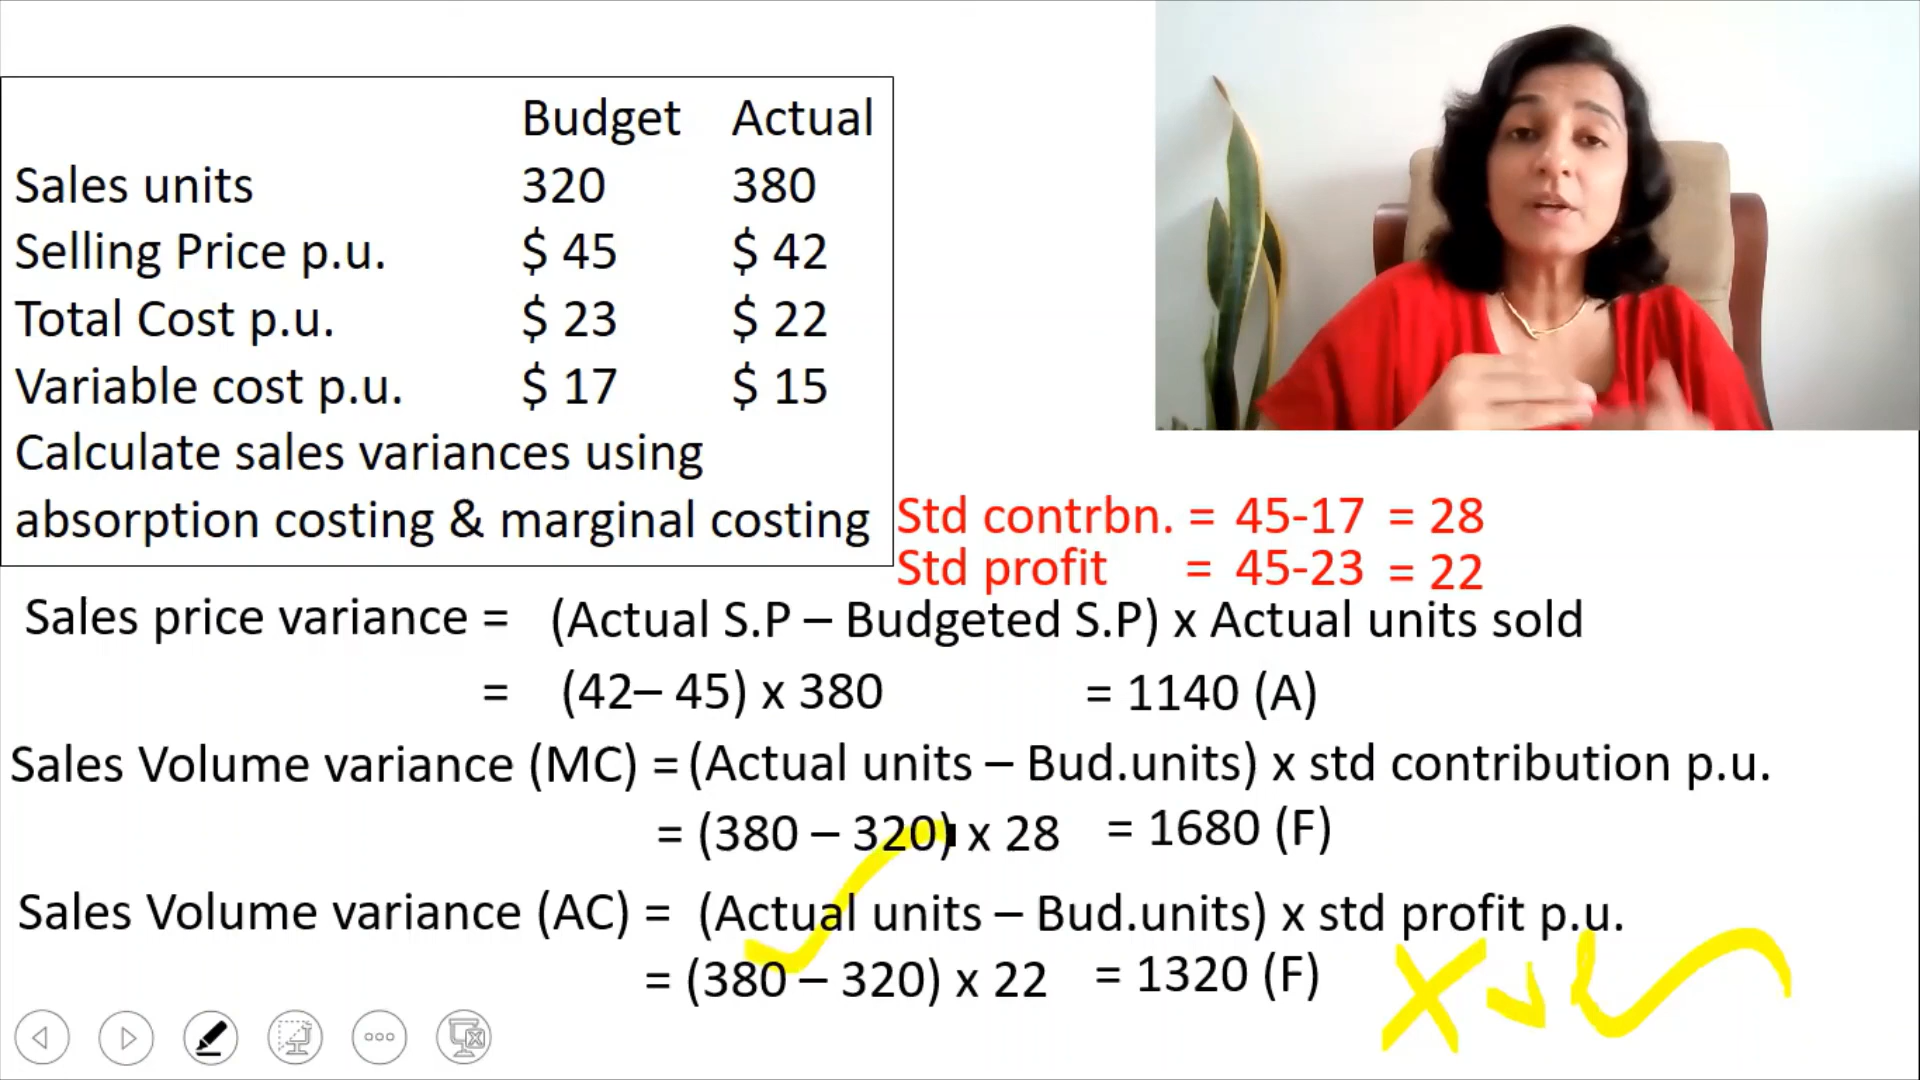 Budget Actual
Sales units 320 380
Selling Price p.u. $ 45 $ 42
Total Cost p.u. $ 23 $ 22
Variable cost p.u. $ 17 $ 15
Calculate sales variances using
absorption costing & marginal costing
Std contrbn. = 45-17 = 28
Std profit = 45-23 = 22
Sales price variance = (Actual S.P – Budgeted S.P) x Actual units sold
= (42– 45) x 380 = 1140 (A)
Sales Volume variance (MC) = (Actual units – Bud.units) x std contribution p.u.
= (380 – 320) x 28 = 1680 (F)
Sales Volume variance (AC) = (Actual units – Bud.units) x std profit p.u.
= (380 – 320) x 22 = 1320 (F)